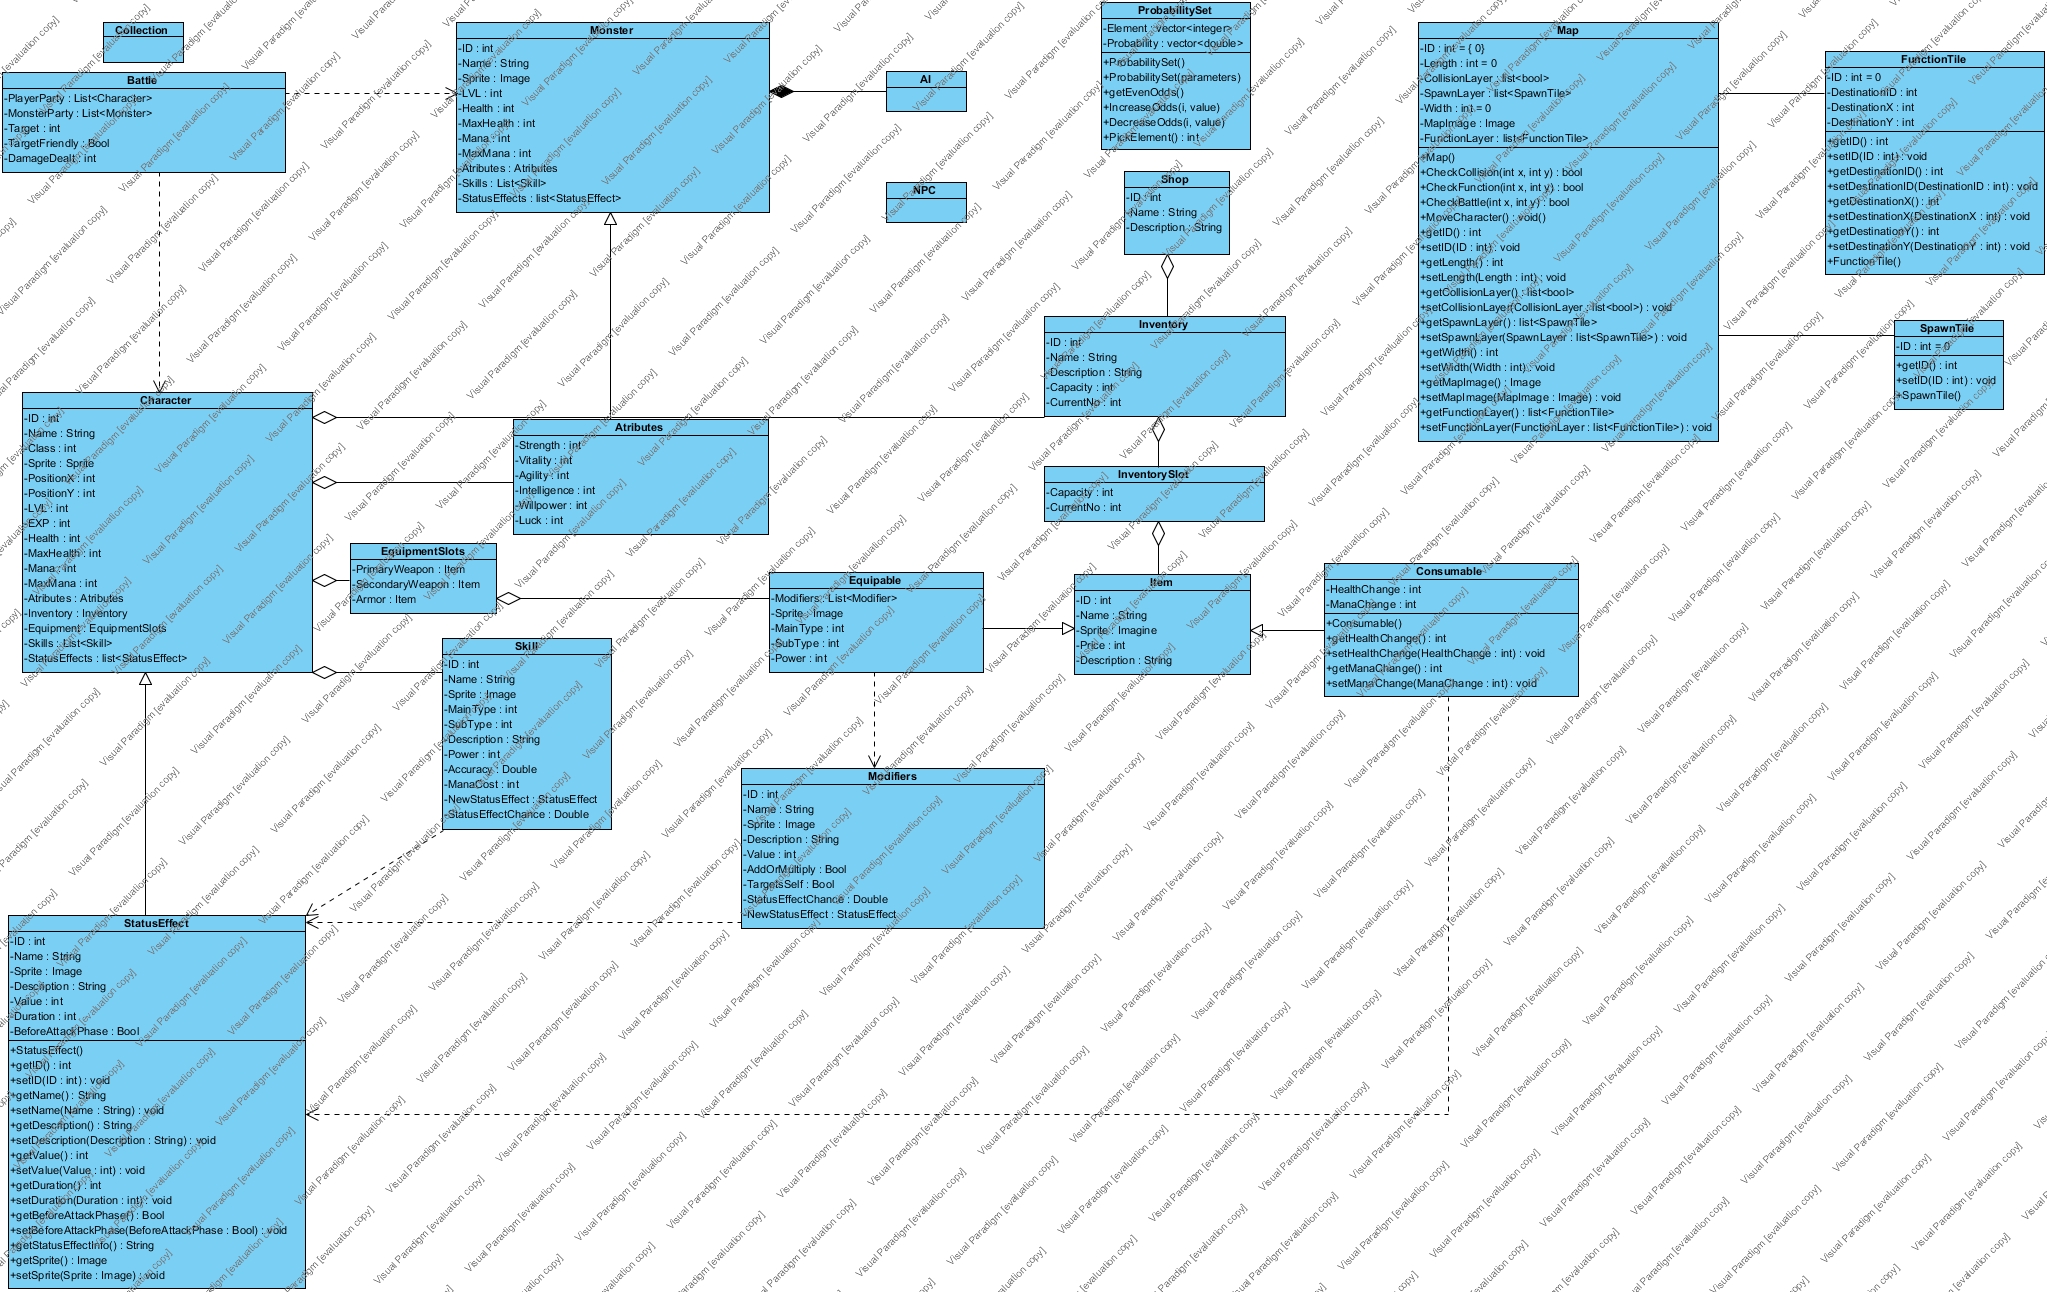 Collection
Battle
-PlayerParty : List<Character>
-MonsterParty : List<Monster>
-Target : int
-TargetFriendly : Bool
-DamageDealt : int
Monster
-ID : int
-Name : String
-Sprite : Image
-LVL : int
-Health : int
-MaxHealth : int
-Mana : int
-MaxMana : int
-Atributes : Atributes
-Skills : List<Skill>
-StatusEffects : list<StatusEffect>
AI
NPC
ProbabilitySet
-Element : vector<integer>
-Probability : vector<double>
+ProbabilitySet()
+ProbabilitySet(parameters)
+getEvenOdds()
+IncreaseOdds(i, value)
+DecreaseOdds(i, value)
+PickElement() : int
Shop
-ID : int
-Name : String
-Description : String
Map
-ID : int = { 0}
-Length : int = 0
-CollisionLayer : list<bool>
-SpawnLayer : list<SpawnTile>
-Width : int = 0
-MapImage : Image
-FunctionLayer : list<FunctionTile>
+Map()
+CheckCollision(int x, int y) : bool
+CheckFunction(int x, int y) : bool
+CheckBattle(int x, int y) : bool
+MoveCharacter() : void()
+getID() : int
+setID(ID : int) : void
+getLength() : int
+setLength(Length : int) : void
+getCollisionLayer() : list<bool>
+setCollisionLayer(CollisionLayer : list<bool>) : void
+getSpawnLayer() : list<SpawnTile>
+setSpawnLayer(SpawnLayer : list<SpawnTile>) : void
+getWidth() : int
+setWidth(Width : int) : void
+getMapImage() : Image
+setMapImage(MapImage : Image) : void
+getFunctionLayer() : list<FunctionTile>
+setFunctionLayer(FunctionLayer : list<FunctionTile>) : void
FunctionTile
-ID : int = 0
-DestinationID : int
-DestinationX : int
-DestinationY : int
+getID() : int
+setID(ID : int) : void
+getDestinationID() : int
+setDestinationID(DestinationID : int) : void
+getDestinationX() : int
+setDestinationX(DestinationX : int) : void
+getDestinationY() : int
+setDestinationY(DestinationY : int) : void
+FunctionTile()
SpawnTile
-ID : int = 0
+getID() : int
+setID(ID : int) : void
+SpawnTile()
Inventory
-ID : int
-Name : String
-Description : String
-Capacity : int
-CurrentNo : int
InventorySlot
-Capacity : int
-CurrentNo : int
Character
-ID : int
-Name : String
-Class : int
-Sprite : Sprite
-PositionX : int
-PositionY : int
-LVL : int
-EXP : int
-Health : int
-MaxHealth : int
-Mana : int
-MaxMana : int
-Atributes : Atributes
-Inventory : Inventory
-Equipment : EquipmentSlots
-Skills : List<Skill>
-StatusEffects : list<StatusEffect>
Atributes
-Strength : int
-Vitality : int
-Agility : int
-Intelligence : int
-Willpower : int
-Luck : int
EquipmentSlots
-PrimaryWeapon : Item
-SecondaryWeapon : Item
-Armor : Item
Equipable
-Modifiers : List<Modifier>
-Sprite : Image
-MainType : int
-SubType : int
-Power : int
Item
-ID : int
-Name : String
-Sprite : Imagine
-Price : int
-Description : String
Consumable
-HealthChange : int
-ManaChange : int
+Consumable()
+getHealthChange() : int
+setHealthChange(HealthChange : int) : void
+getManaChange() : int
+setManaChange(ManaChange : int) : void
Skill
-ID : int
-Name : String
-Sprite : Image
-MainType : int
-SubType : int
-Description : String
-Power : int
-Accuracy : Double
-ManaCost : int
-NewStatusEffect : StatusEffect
-StatusEffectChance : Double
Modifiers
-ID : int
-Name : String
-Sprite : Image
-Description : String
-Value : int
-AddOrMultiply : Bool
-TargetsSelf : Bool
-StatusEffectChance : Double
-NewStatusEffect : StatusEffect
StatusEffect
-ID : int
-Name : String
-Sprite : Image
-Description : String
-Value : int
-Duration : int
-BeforeAttackPhase : Bool
+StatusEffect()
+getID() : int
+setID(ID : int) : void
+getName() : String
+setName(Name : String) : void
+getDescription() : String
+setDescription(Description : String) : void
+getValue() : int
+setValue(Value : int) : void
+getDuration() : int
+setDuration(Duration : int) : void
+getBeforeAttackPhase() : Bool
+setBeforeAttackPhase(BeforeAttackPhase : Bool) : void
+getStatusEffectInfo() : String
+getSprite() : Image
+setSprite(Sprite : Image) : void
Visual Paradigm [evaluation copy]